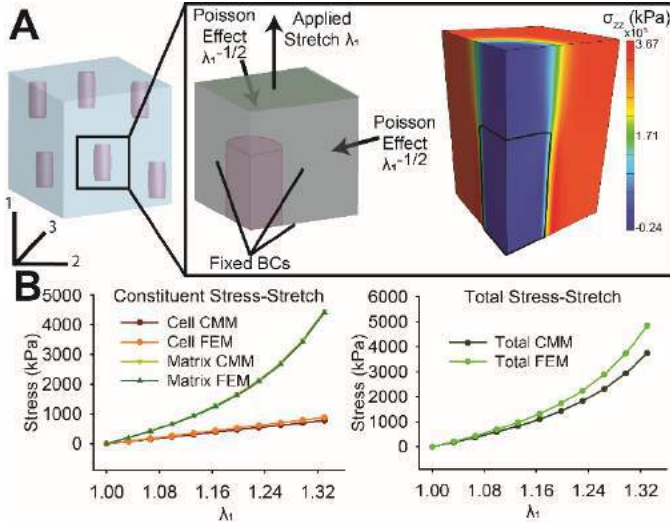 A
Poisson
Effect
λ₁-1/2
Applied
Stretch λ₁
Poisson
Effect
λ₁-1/2
Fixed BCs
1
3
2
σzz (kPa)
x10⁵
3.67
1.71
-0.24
B
Constituent Stress-Stretch
Cell CMM
Cell FEM
Matrix CMM
Matrix FEM
Stress (kPa)
5000
4000
3000
2000
1000
0
1.00 1.08 1.16 1.24 1.32
λ₁
Total Stress-Stretch
Total CMM
Total FEM
Stress (kPa)
6000
5000
4000
3000
2000
1000
0
1.00 1.08 1.16 1.24 1.32
λ₁